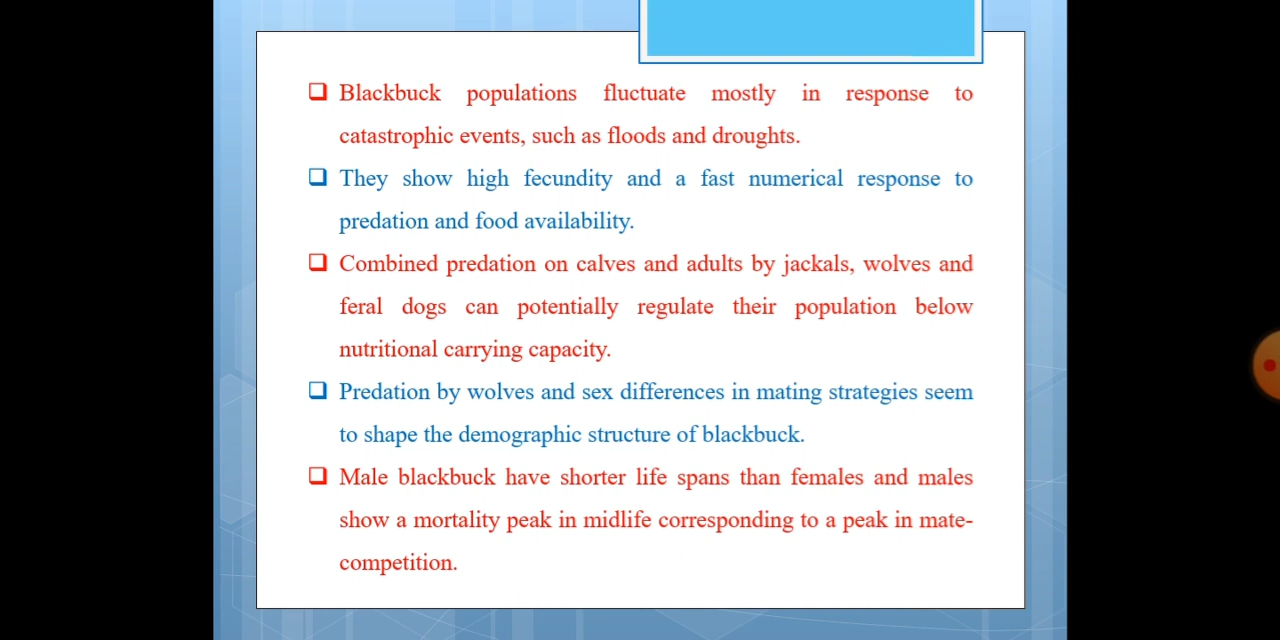 Blackbuck populations fluctuate mostly in response to
catastrophic events, such as floods and droughts.
They show high fecundity and a fast numerical response to
predation and food availability.
Combined predation on calves and adults by jackals, wolves and
feral dogs can potentially regulate their population below
nutritional carrying capacity.
Predation by wolves and sex differences in mating strategies seem
to shape the demographic structure of blackbuck.
Male blackbuck have shorter life spans than females and males
show a mortality peak in midlife corresponding to a peak in mate-
competition.